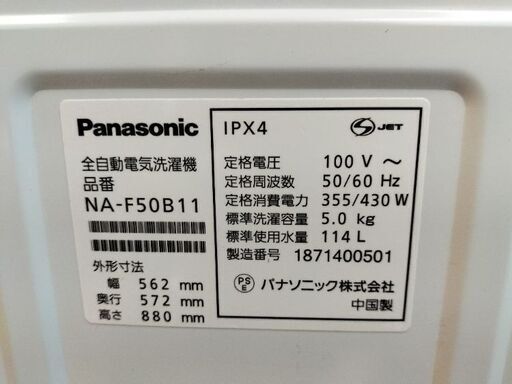 Panasonic
全自動電気洗濯機
品番
NA-F50B11
外形寸法
幅 562 mm
奥行 572 mm
高さ 880 mm
IPX4
S JET
定格電圧 100 V ～
定格周波数 50/60 Hz
定格消費電力 355/430 W
標準洗濯容量 5.0 kg
標準使用水量 114 L
製造番号 1871400501
PS E パナソニック株式会社
中国製